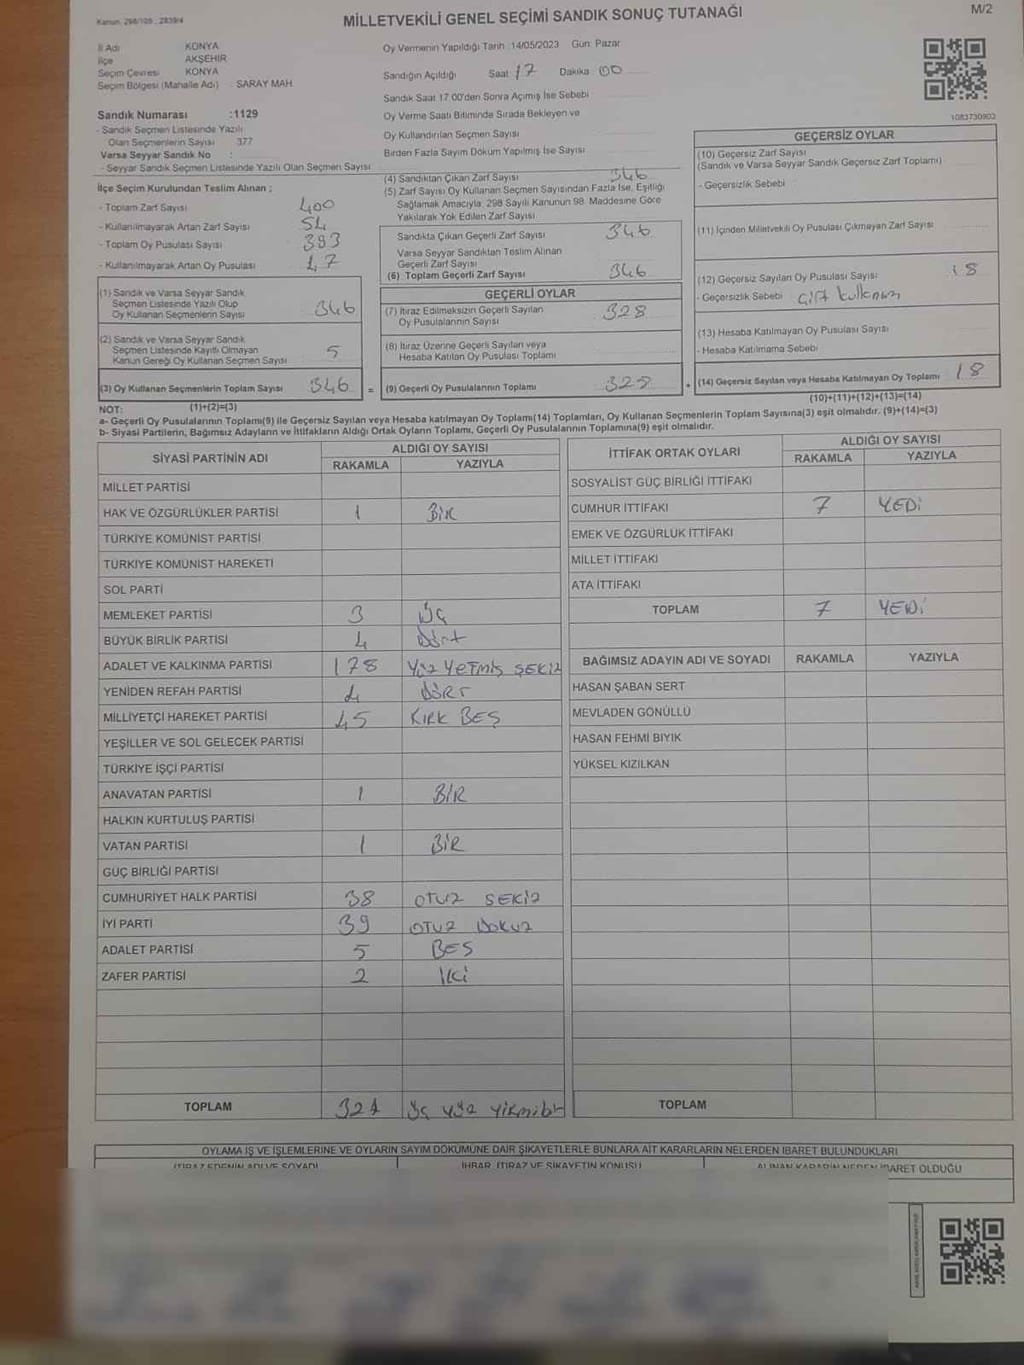 Kanun. 298/105 : 2839/4
MİLLETVEKİLİ GENEL SEÇİMİ SANDIK SONUÇ TUTANAĞI
M/2
İl Adı KONYA
İlçe AKŞEHİR
Seçim Çevresi KONYA
Seçim Bölgesi (Mahalle Adı) : SARAY MAH.
Oy Vermenin Yapıldığı Tarih :14/05/2023 Gün: Pazar
Sandığın Açıldığı Saat 17 Dakika 00
Sandık Saat 17:00'den Sonra Açılmış İse Sebebi
Oy Verme Saati Bitiminde Sırada Bekleyen ve
Oy Kullandırılan Seçmen Sayısı
Birden Fazla Sayım Döküm Yapılmış İse Sayısı
1083730903
Sandık Numarası :1129
- Sandık Seçmen Listesinde Yazılı
Olan Seçmenlerin Sayısı 377
Varsa Seyyar Sandık No :
- Seyyar Sandık Seçmen Listesinde Yazılı Olan Seçmen Sayısı
İlçe Seçim Kurulundan Teslim Alınan ;
- Toplam Zarf Sayısı 400
- Kullanılmayarak Artan Zarf Sayısı 54
- Toplam Oy Pusulası Sayısı 393
- Kullanılmayarak Artan Oy Pusulası 47
(1) Sandık ve Varsa Seyyar Sandık
Seçmen Listesinde Yazılı Olup
Oy Kullanan Seçmenlerin Sayısı 346
(2) Sandık ve Varsa Seyyar Sandık
Seçmen Listesinde Kayıtlı Olmayan
Kanun Gereği Oy Kullanan Seçmen Sayısı 5
(3) Oy Kullanan Seçmenlerin Toplam Sayısı 346 =
(1)+(2)=(3)
(4) Sandıktan Çıkan Zarf Sayısı 346
(5) Zarf Sayısı Oy Kullanan Seçmen Sayısından Fazla İse, Eşitliği
Sağlamak Amacıyla, 298 Sayılı Kanunun 98. Maddesine Göre
Yakılarak Yok Edilen Zarf Sayısı
Sandıkta Çıkan Geçerli Zarf Sayısı 346
Varsa Seyyar Sandıktan Teslim Alınan
Geçerli Zarf Sayısı
(6) Toplam Geçerli Zarf Sayısı 346
GEÇERLİ OYLAR
(7) İtiraz Edilmeksizin Geçerli Sayılan
Oy Pusulalarının Sayısı 328
(8) İtiraz Üzerine Geçerli Sayılan veya
Hesaba Katılan Oy Pusulası Toplamı
(9) Geçerli Oy Pusulalarının Toplamı 328 +
GEÇERSİZ OYLAR
(10) Geçersiz Zarf Sayısı
(Sandık ve Varsa Seyyar Sandık Geçersiz Zarf Toplamı)
- Geçersizlik Sebebi
(11) İçinden Milletvekili Oy Pusulası Çıkmayan Zarf Sayısı
(12) Geçersiz Sayılan Oy Pusulası Sayısı 18
- Geçersizlik Sebebi Çift
(13) Hesaba Katılmayan Oy Pusulası Sayısı
- Hesaba Katılmama Sebebi
(14) Geçersiz Sayılan veya Hesaba Katılmayan Oy Toplamı 18
(10)+(11)+(12)+(13)=(14)
NOT:
a- Geçerli Oy Pusulalarının Toplamı(9) ile Geçersiz Sayılan veya Hesaba katılmayan Oy Toplamı(14) Toplamları, Oy Kullanan Seçmenlerin Toplam Sayısına(3) eşit olmalıdır. (9)+(14)=(3)
b- Siyasi Partilerin, Bağımsız Adayların ve İttifakların Aldığı Ortak Oyların Toplamı, Geçerli Oy Pusulalarının Toplamına(9) eşit olmalıdır.
SİYASİ PARTİNİN ADI ALDIĞI OY SAYISI
RAKAMLA YAZIYLA
MİLLET PARTİSİ
HAK VE ÖZGÜRLÜKLER PARTİSİ 1 BİR
TÜRKİYE KOMÜNİST PARTİSİ
TÜRKİYE KOMÜNİST HAREKETİ
SOL PARTİ
MEMLEKET PARTİSİ 3 ÜÇ
BÜYÜK BİRLİK PARTİSİ 4 Dört
ADALET VE KALKINMA PARTİSİ 178 YÜZ YETMİŞ SEKİZ
YENİDEN REFAH PARTİSİ 4 DÖRT
MİLLİYETÇİ HAREKET PARTİSİ 45 KIRK BEŞ
YEŞİLLER VE SOL GELECEK PARTİSİ
TÜRKİYE İŞÇİ PARTİSİ
ANAVATAN PARTİSİ 1 BİR
HALKIN KURTULUŞ PARTİSİ
VATAN PARTİSİ 1 BİR
GÜÇ BİRLİĞİ PARTİSİ
CUMHURİYET HALK PARTİSİ 38 OTUZ SEKİZ
İYİ PARTİ 39 OTUZ DOKUZ
ADALET PARTİSİ 5 BEŞ
ZAFER PARTİSİ 2 İKİ
TOPLAM 321 Üç yüz yirmibir
İTTİFAK ORTAK OYLARI ALDIĞI OY SAYISI
RAKAMLA YAZIYLA
SOSYALİST GÜÇ BİRLİĞİ İTTİFAKI
CUMHUR İTTİFAKI 7 YEDİ
EMEK VE ÖZGÜRLÜK İTTİFAKI
MİLLET İTTİFAKI
ATA İTTİFAKI
TOPLAM 7 YEDİ
BAĞIMSIZ ADAYIN ADI VE SOYADI RAKAMLA YAZIYLA
HASAN ŞABAN SERT
MEVLADEN GÖNÜLLÜ
HASAN FEHMİ BIYIK
YÜKSEL KIZILKAN
TOPLAM
OYLAMA İŞ VE İŞLEMLERİNE VE OYLARIN SAYIM DÖKÜMÜNE DAİR ŞİKAYETLERLE BUNLARA AİT KARARLARIN NELERDEN İBARET BULUNDUKLARI
İTİRAZ EDENİN ADI VE SOYADI İHBAR, İTİRAZ VE ŞİKAYETİN KONUSU ALINAN KARARIN NEDEN İBARET OLDUĞU